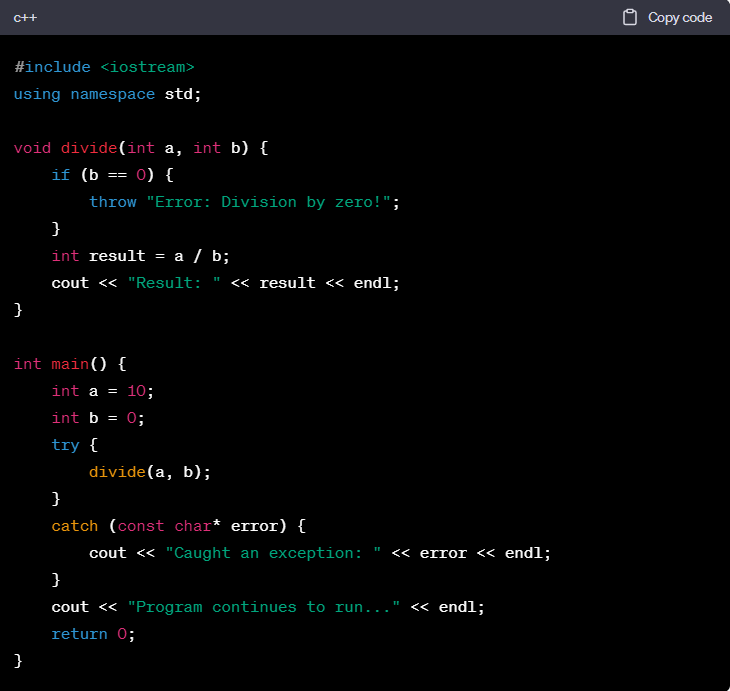 c++
Copy code
#include <iostream>
using namespace std;
void divide(int a, int b) {
    if (b == 0) {
        throw "Error: Division by zero!";
    }
    int result = a / b;
    cout << "Result: " << result << endl;
}
int main() {
    int a = 10;
    int b = 0;
    try {
        divide(a, b);
    }
    catch (const char* error) {
        cout << "Caught an exception: " << error << endl;
    }
    cout << "Program continues to run..." << endl;
    return 0;
}